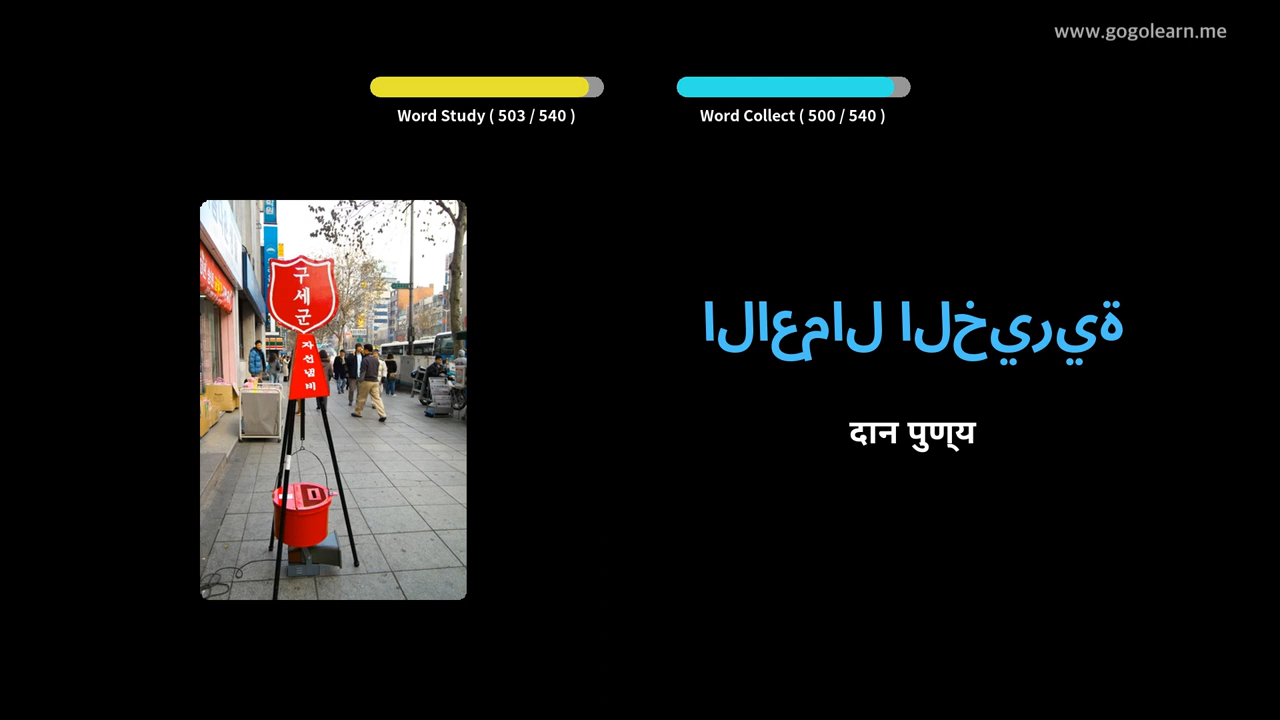 www.gogolearn.me
Word Study ( 503 / 540 )
Word Collect ( 500 / 540 )
구세군
자선냄비
الاعمال الخيرية
दान पुण्य